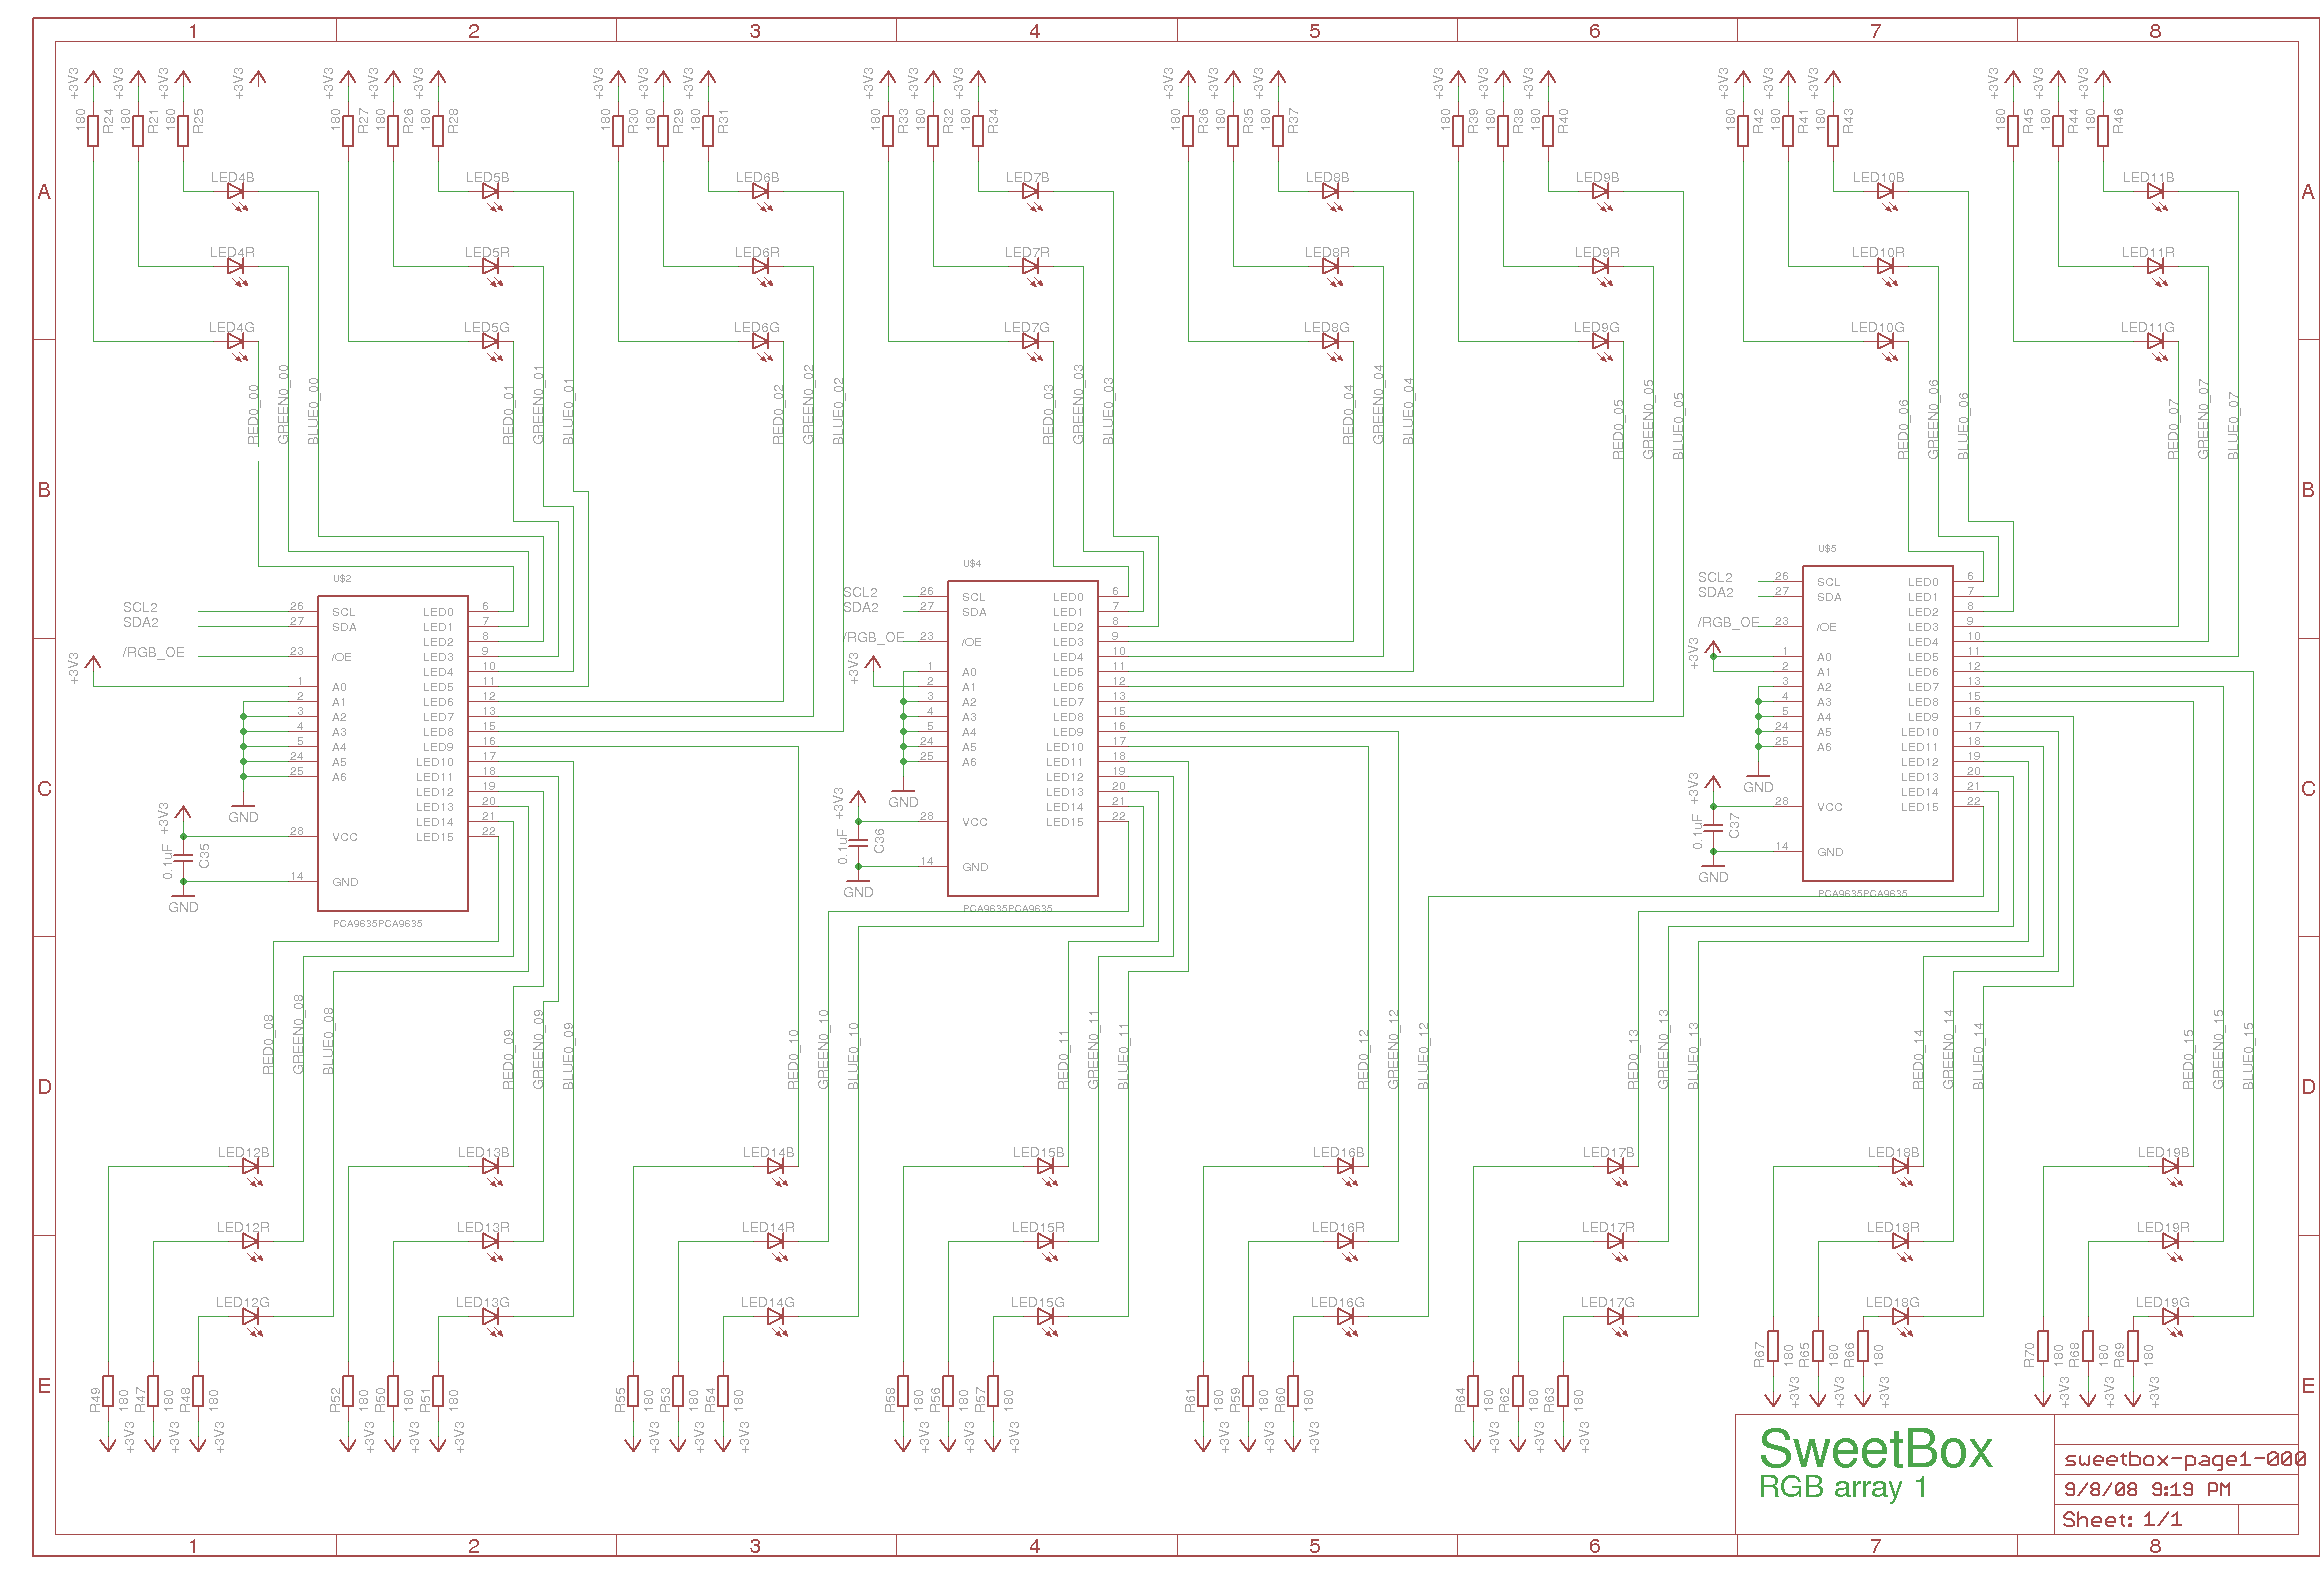 1 2 3 4 5 6 7 8
+3V3 +3V3 +3V3 +3V3 +3V3 +3V3 +3V3 +3V3 +3V3 +3V3 +3V3 +3V3 +3V3 +3V3 +3V3 +3V3 +3V3 +3V3 +3V3 +3V3 +3V3 +3V3 +3V3 +3V3 +3V3
180 R24 180 R21 180 R25 180 R27 180 R26 180 R28 180 R30 180 R29 180 R31 180 R33 180 R32 180 R34 180 R36 180 R35 180 R37 180 R39 180 R38 180 R40 180 R42 180 R41 180 R43 180 R45 180 R44 180 R46
A LED4B LED5B LED6B LED7B LED8B LED9B LED10B LED11B A
LED4R LED5R LED6R LED7R LED8R LED9R LED10R LED11R
LED4G LED5G LED6G LED7G LED8G LED9G LED10G LED11G
RED0_00 GREEN0_00 BLUE0_00 RED0_01 GREEN0_01 BLUE0_01 RED0_02 GREEN0_02 BLUE0_02 RED0_03 GREEN0_03 BLUE0_03 RED0_04 GREEN0_04 BLUE0_04 RED0_05 GREEN0_05 BLUE0_05 RED0_06 GREEN0_06 BLUE0_06 RED0_07 GREEN0_07 BLUE0_07
B B
U$2
SCL2 26 SCL LED0 6
SDA2 27 SDA LED1 7
LED2 8
/RGB_OE 23 /OE LED3 9
LED4 10
+3V3 1 A0 LED5 11
2 A1 LED6 12
3 A2 LED7 13
4 A3 LED8 15
5 A4 LED9 16
24 A5 LED10 17
25 A6 LED11 18
LED12 19
GND LED13 20
LED14 21
+3V3 28 VCC LED15 22
0.1uF C35
14 GND
GND
PCA9635PCA9635
U$4
SCL2 26 SCL LED0 6
SDA2 27 SDA LED1 7
LED2 8
/RGB_OE 23 /OE LED3 9
LED4 10
1 A0 LED5 11
+3V3 2 A1 LED6 12
3 A2 LED7 13
4 A3 LED8 15
5 A4 LED9 16
24 A5 LED10 17
25 A6 LED11 18
LED12 19
GND LED13 20
LED14 21
+3V3 28 VCC LED15 22
0.1uF C36
14 GND
GND
PCA9635PCA9635
U$5
SCL2 26 SCL LED0 6
SDA2 27 SDA LED1 7
LED2 8
/RGB_OE 23 /OE LED3 9
LED4 10
+3V3 1 A0 LED5 11
2 A1 LED6 12
3 A2 LED7 13
4 A3 LED8 15
5 A4 LED9 16
24 A5 LED10 17
25 A6 LED11 18
LED12 19
GND LED13 20
LED14 21
+3V3 28 VCC LED15 22
0.1uF C37
14 GND
GND
PCA9635PCA9635
C C
RED0_08 GREEN0_08 BLUE0_08 RED0_09 GREEN0_09 BLUE0_09 RED0_10 GREEN0_10 BLUE0_10 RED0_11 GREEN0_11 BLUE0_11 RED0_12 GREEN0_12 BLUE0_12 RED0_13 GREEN0_13 BLUE0_13 RED0_14 GREEN0_14 BLUE0_14 RED0_15 GREEN0_15 BLUE0_15
D D
LED12B LED13B LED14B LED15B LED16B LED17B LED18B LED19B
LED12R LED13R LED14R LED15R LED16R LED17R LED18R LED19R
LED12G LED13G LED14G LED15G LED16G LED17G LED18G LED19G
E E
R49 180 R47 180 R48 180 R52 180 R50 180 R51 180 R55 180 R53 180 R54 180 R58 180 R56 180 R57 180 R61 180 R59 180 R60 180 R64 180 R62 180 R63 180 R67 180 R65 180 R66 180 R70 180 R68 180 R69 180
+3V3 +3V3 +3V3 +3V3 +3V3 +3V3 +3V3 +3V3 +3V3 +3V3 +3V3 +3V3 +3V3 +3V3 +3V3 +3V3 +3V3 +3V3 +3V3 +3V3 +3V3 +3V3 +3V3 +3V3
SweetBox
RGB array 1
sweetbox-page1-000
9/8/08 9:19 PM
Sheet: 1/1
1 2 3 4 5 6 7 8